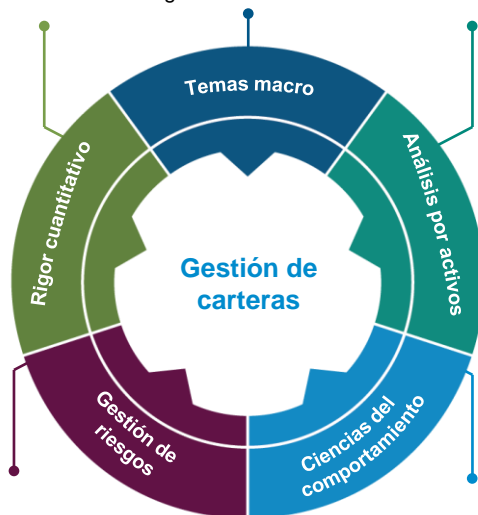 Temas macro
Rigor cuantitativo
Análisis por activos
Gestión de
carteras
Gestión de
riesgos
Ciencias del
comportamiento